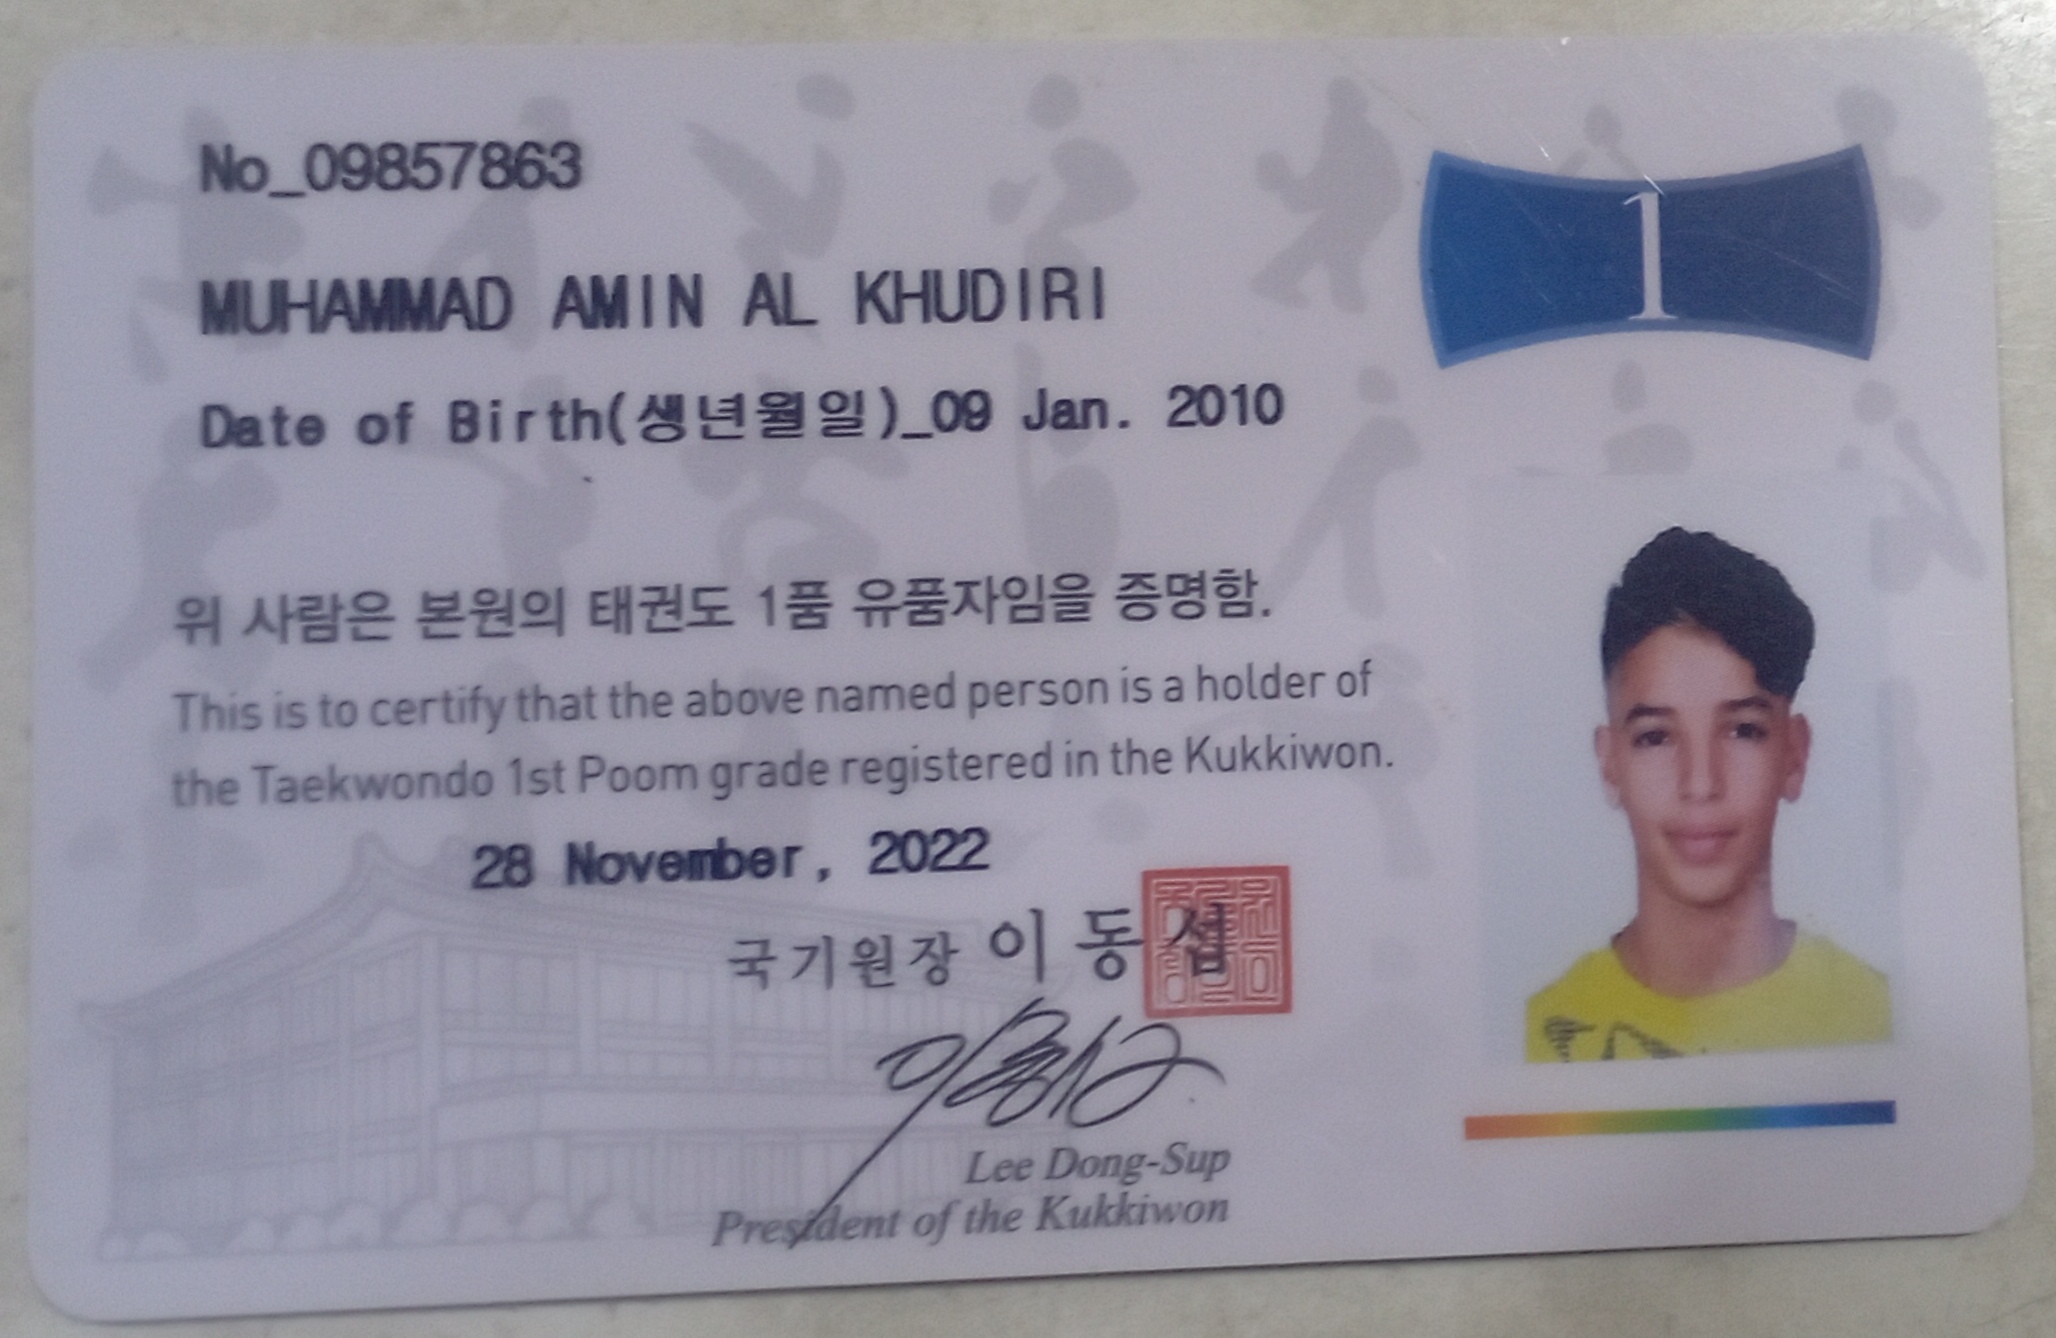 No_09857863
1
MUHAMMAD AMIN AL KHUDIRI
Date of Birth(생년월일)_09 Jan. 2010
위 사람은 본원의 태권도 1품 유품자임을 증명함.
This is to certify that the above named person is a holder of
the Taekwondo 1st Poom grade registered in the Kukkiwon.
28 November, 2022
국기원장 이동섭
Lee Dong-Sup
President of the Kukkiwon